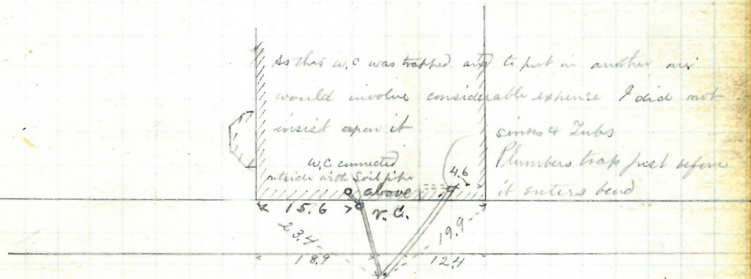 As this W.C was trapped and to put in another one
would involve considerable expense I did not
insist upon it
sinks & Tubs
Plumbers trap just before
it enters bend
W.C connected
outside with Soil pipe
above
V.C.
4.6
15.6
23.4
18.9
19.9
12.4